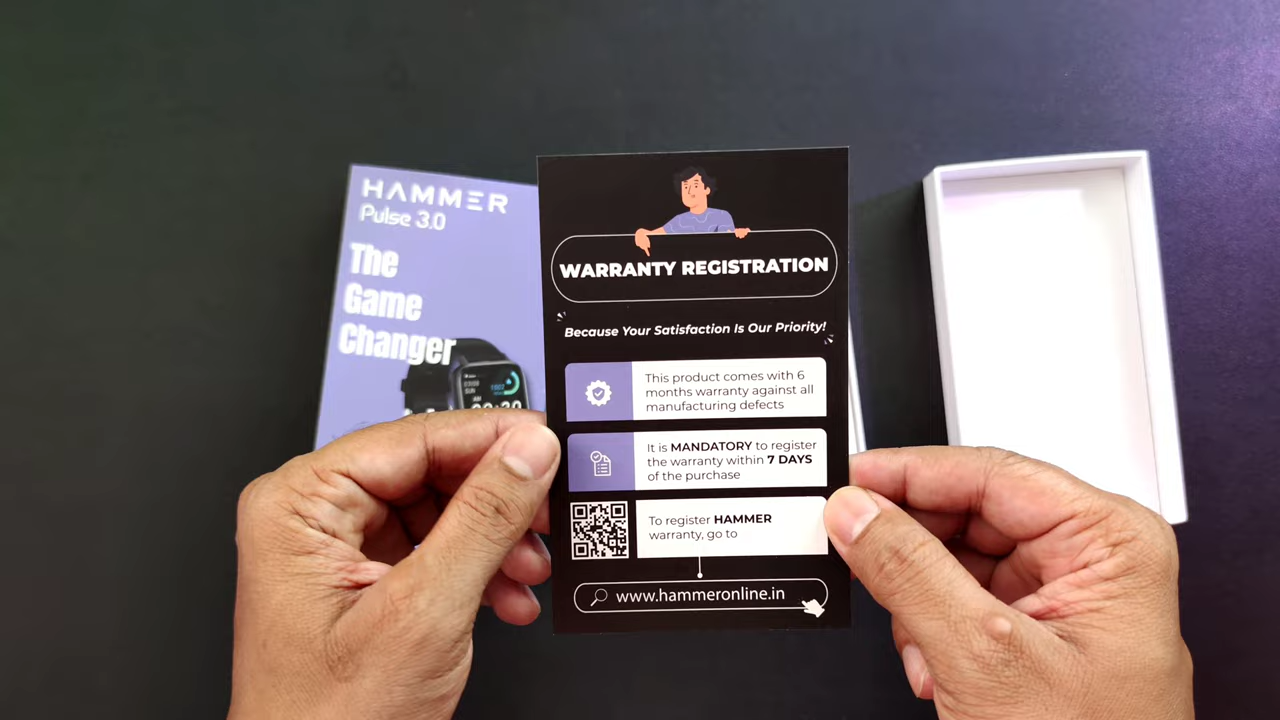 HAMMER
Pulse 3.0
The
Game
Changer
WARRANTY REGISTRATION
Because Your Satisfaction Is Our Priority!
This product comes with 6
months warranty against all
manufacturing defects
It is MANDATORY to register
the warranty within 7 DAYS
of the purchase
To register HAMMER
warranty, go to
www.hammeronline.in